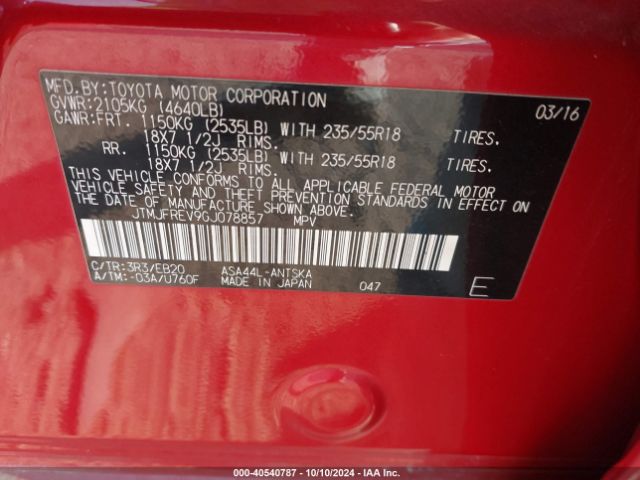 MFD.BY:TOYOTA MOTOR CORPORATION 03/16
GVWR:2105KG (4640LB)
GAWR:FRT. 1150KG (2535LB) WITH 235/55R18 TIRES,
18X7 1/2J RIMS.
RR. 1150KG (2535LB) WITH 235/55R18 TIRES,
18X7 1/2J RIMS.
THIS VEHICLE CONFORMS TO ALL APPLICABLE FEDERAL MOTOR
VEHICLE SAFETY AND THEFT PREVENTION STANDARDS IN EFFECT ON
THE DATE OF MANUFACTURE SHOWN ABOVE.
JTMJFREV9GJ078857 MPV
C/TR:3R3/EB20 ASA44L-ANTSKA
A/TM:-03A/U760F MADE IN JAPAN 047 E
000-40540787 - 10/10/2024 - IAA Inc.